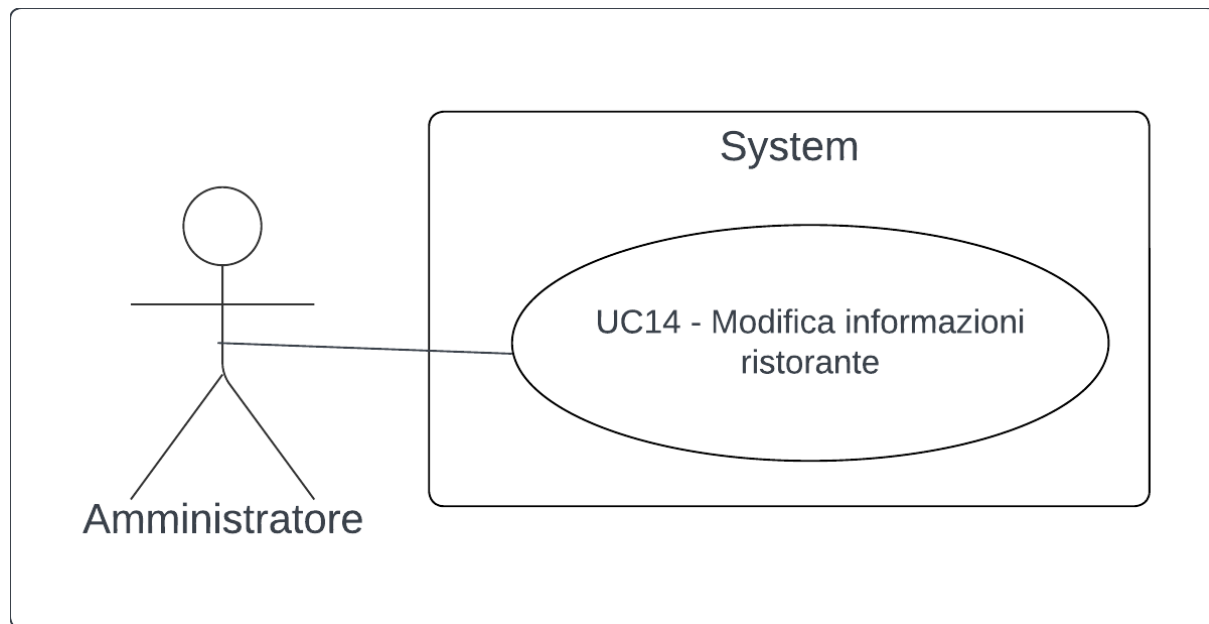 System
UC14 - Modifica informazioni
ristorante
Amministratore